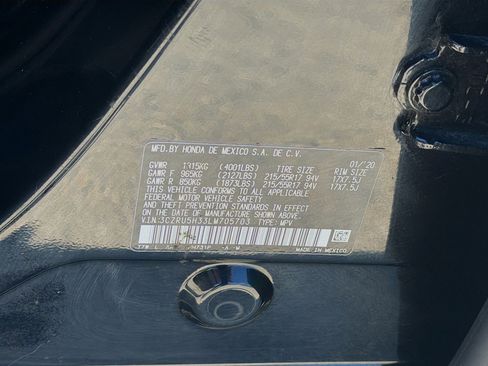 MFD.BY HONDA DE MEXICO S.A. DE C.V.
01/'20
GVWR 1815KG (4001LBS) TIRE SIZE RIM SIZE
GAWR F 965KG (2127LBS) 215/55R17 94V 17X7.5J
GAWR R 850KG (1873LBS) 215/55R17 94V 17X7.5J
THIS VEHICLE CONFORMS TO ALL APPLICABLE
FEDERAL MOTOR VEHICLE SAFETY AND
THEFT PREVENTION STANDARDS IN EFFECT
ON THE DATE OF MANUFACTURE SHOWN ABOVE.
V.I.N:3CZRU5H33LM705703 TYPE: MPV
MADE IN
MEXICO